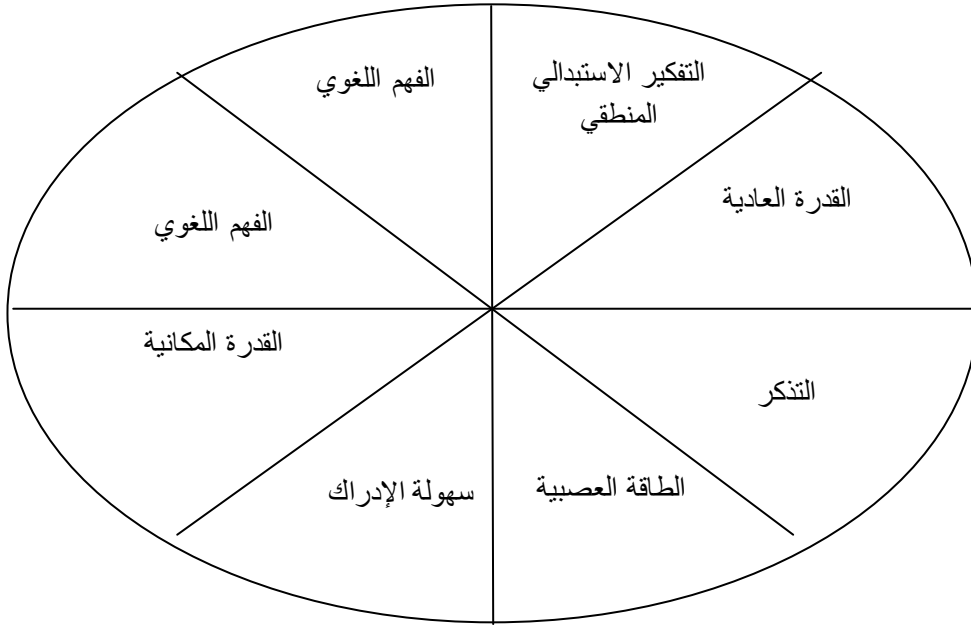 التفكير الاستبدالي
المنطقي
الفهم اللغوي
القدرة العادية
الفهم اللغوي
القدرة المكانية
التذكر
الطاقة العصبية
سهولة الإدراك